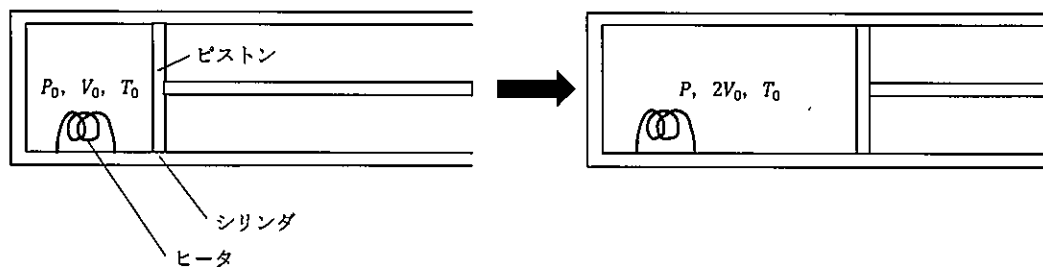 ピストン
P₀, V₀, T₀
P, 2V₀, T₀
シリンダ
ヒータ